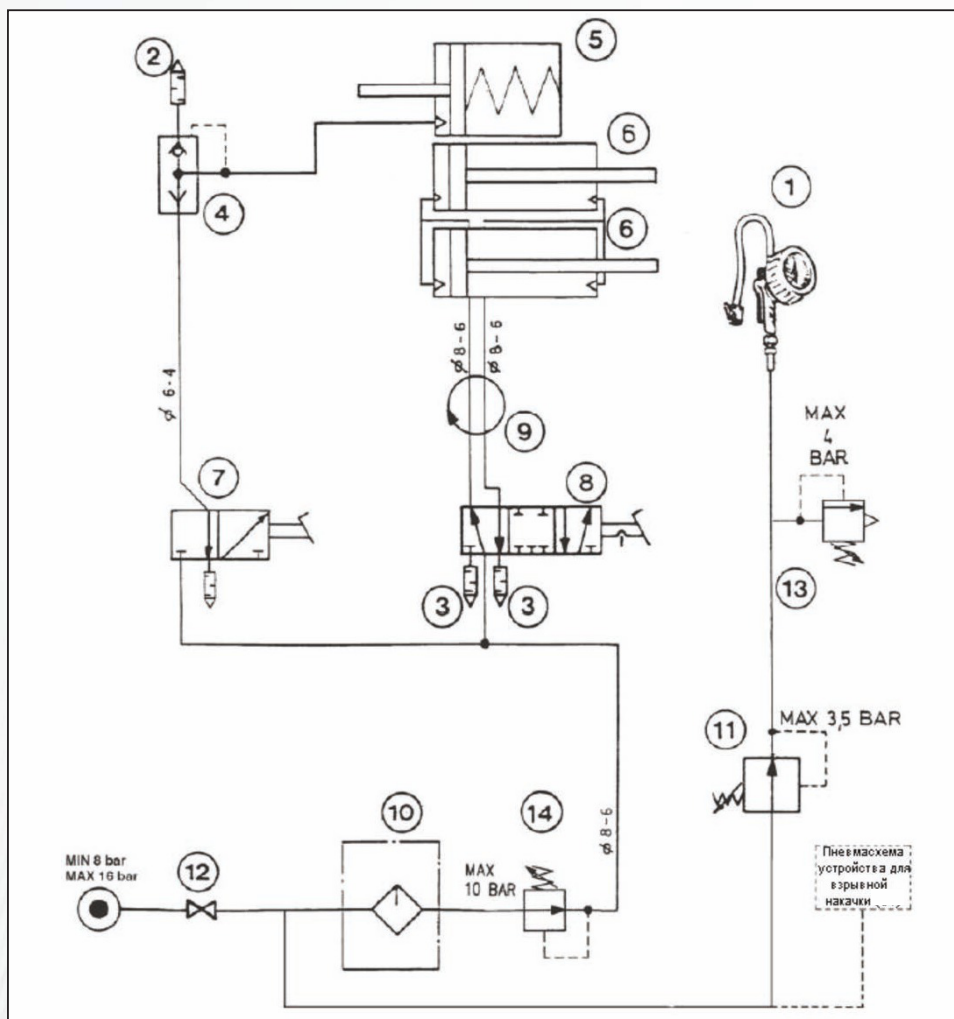 2
5
6
1
4
6
ø 8-6
ø 8-6
ø 6-4
9
MAX
4
BAR
7
8
3
3
13
MAX 3,5 BAR
11
10
14
ø 8-6
MIN 8 bar
MAX 16 bar
12
MAX
10 BAR
Пневмасхема
устройства для
взрывной
накачки